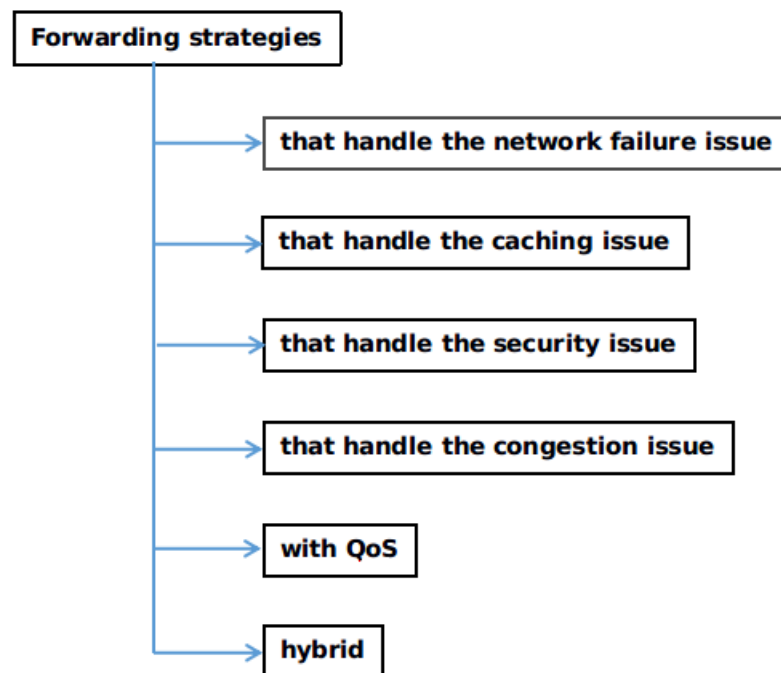 Forwarding strategies
that handle the network failure issue
that handle the caching issue
that handle the security issue
that handle the congestion issue
with QoS
hybrid